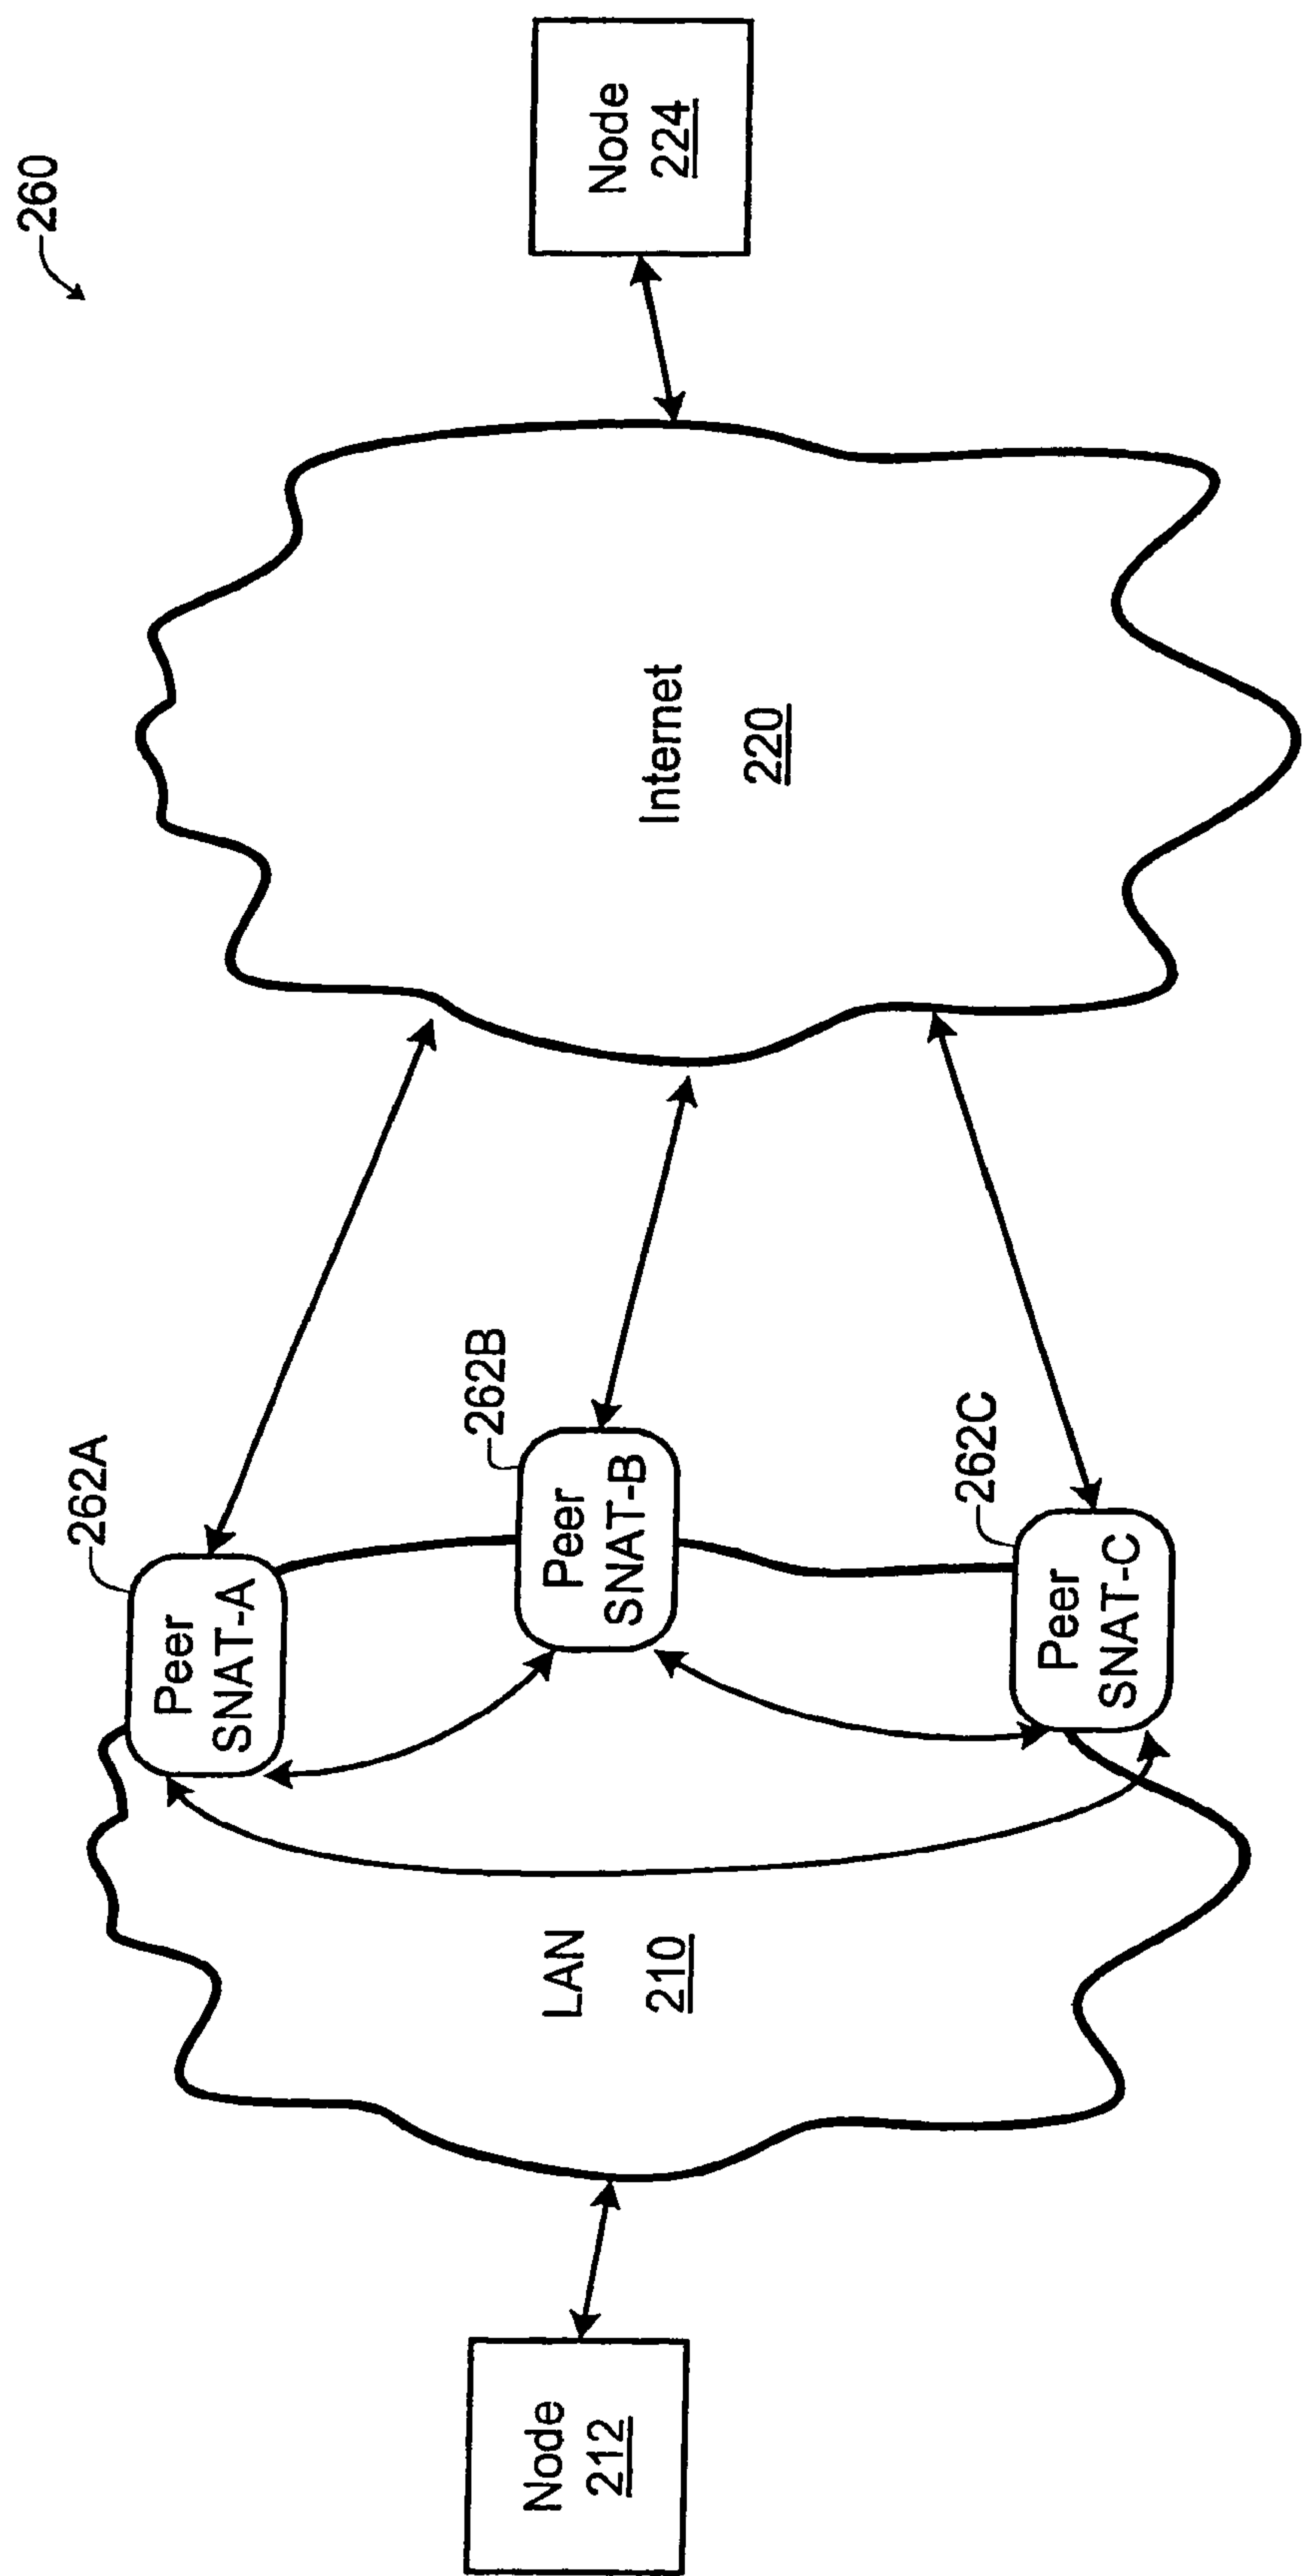 260
Node
212
LAN
210
262A
Peer
SNAT-A
262B
Peer
SNAT-B
262C
Peer
SNAT-C
Internet
220
Node
224